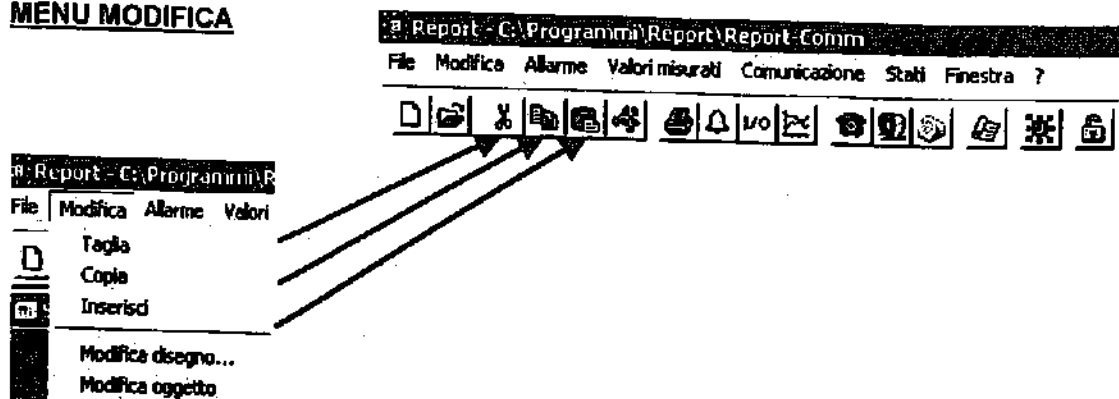 MENU MODIFICA
Report - C:\Programmi\Report\Report-Comm
File Modifica Allarme Valori misurati Comunicazione Stati Finestra ?
I/O
Report - C:\Programmi\R
File Modifica Allarme Valori
Taglia
Copia
Inserisci
Modifica disegno...
Modifica oggetto